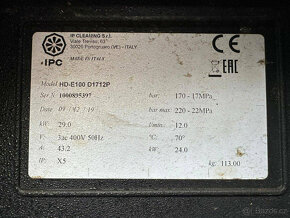 IP CLEANING S.r.l.
Viale Treviso, 63
30026 Portogruaro (VE) - ITALY
IPC
MADE IN ITALY
CE
EAC
Model HD-E100 D1712P
Ser N 1000895397
Date 09
bar: 170 - 17MPa
kW 29.0
bar max 220 - 22MPa
V: 3ac 400V 50Hz
l/min 12.0
A: 43.2
°C: 70°
IP: X5
kW 24.0
kg: 113.00